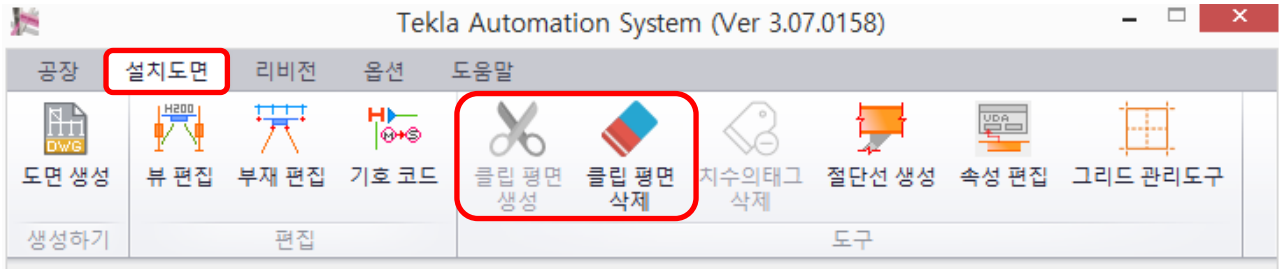 Tekla Automation System (Ver 3.07.0158)
공장 설치도면 리비전 옵션 도움말
DWG H200 H M S UDA
도면 생성 뷰 편집 부재 편집 기호 코드 클립 평면 생성 클립 평면 삭제 치수의태그 삭제 절단선 생성 속성 편집 그리드 관리도구
생성하기 편집 도구